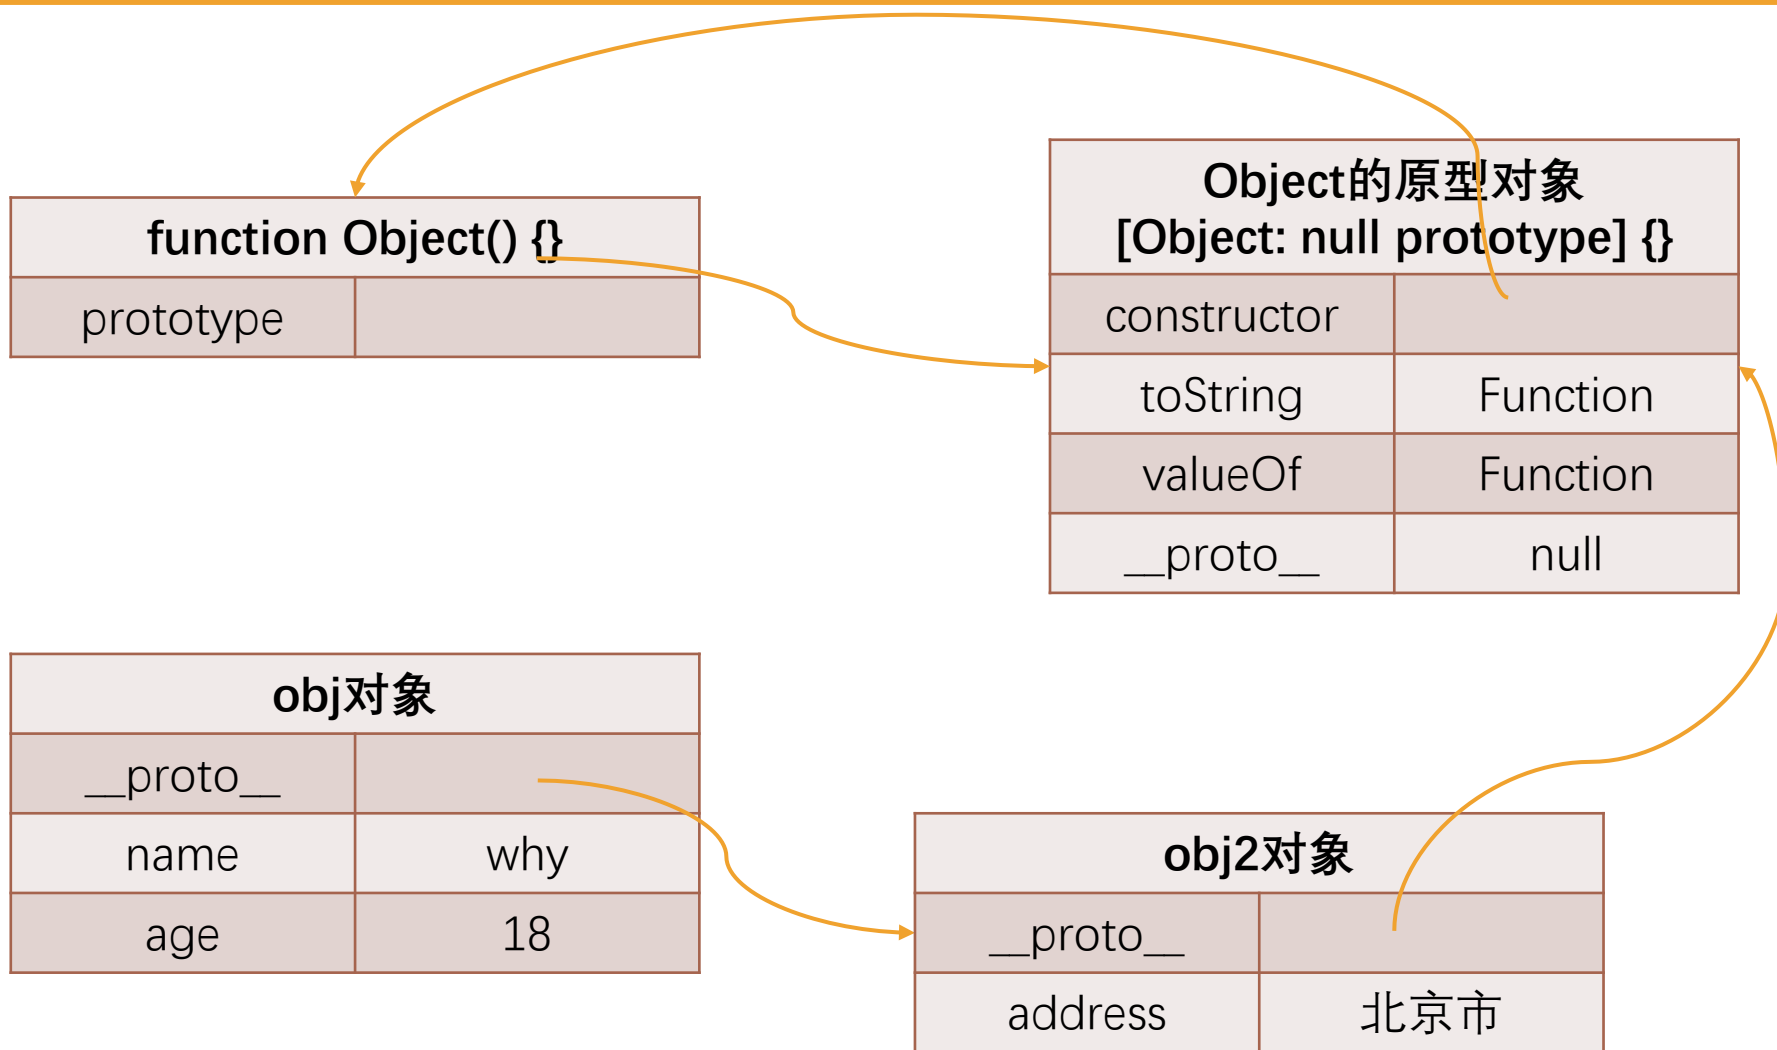 function Object() {}
prototype
Object的原型对象
[Object: null prototype] {}
constructor
toString Function
valueOf Function
__proto__ null
obj对象
__proto__
name why
age 18
obj2对象
__proto__
address 北京市